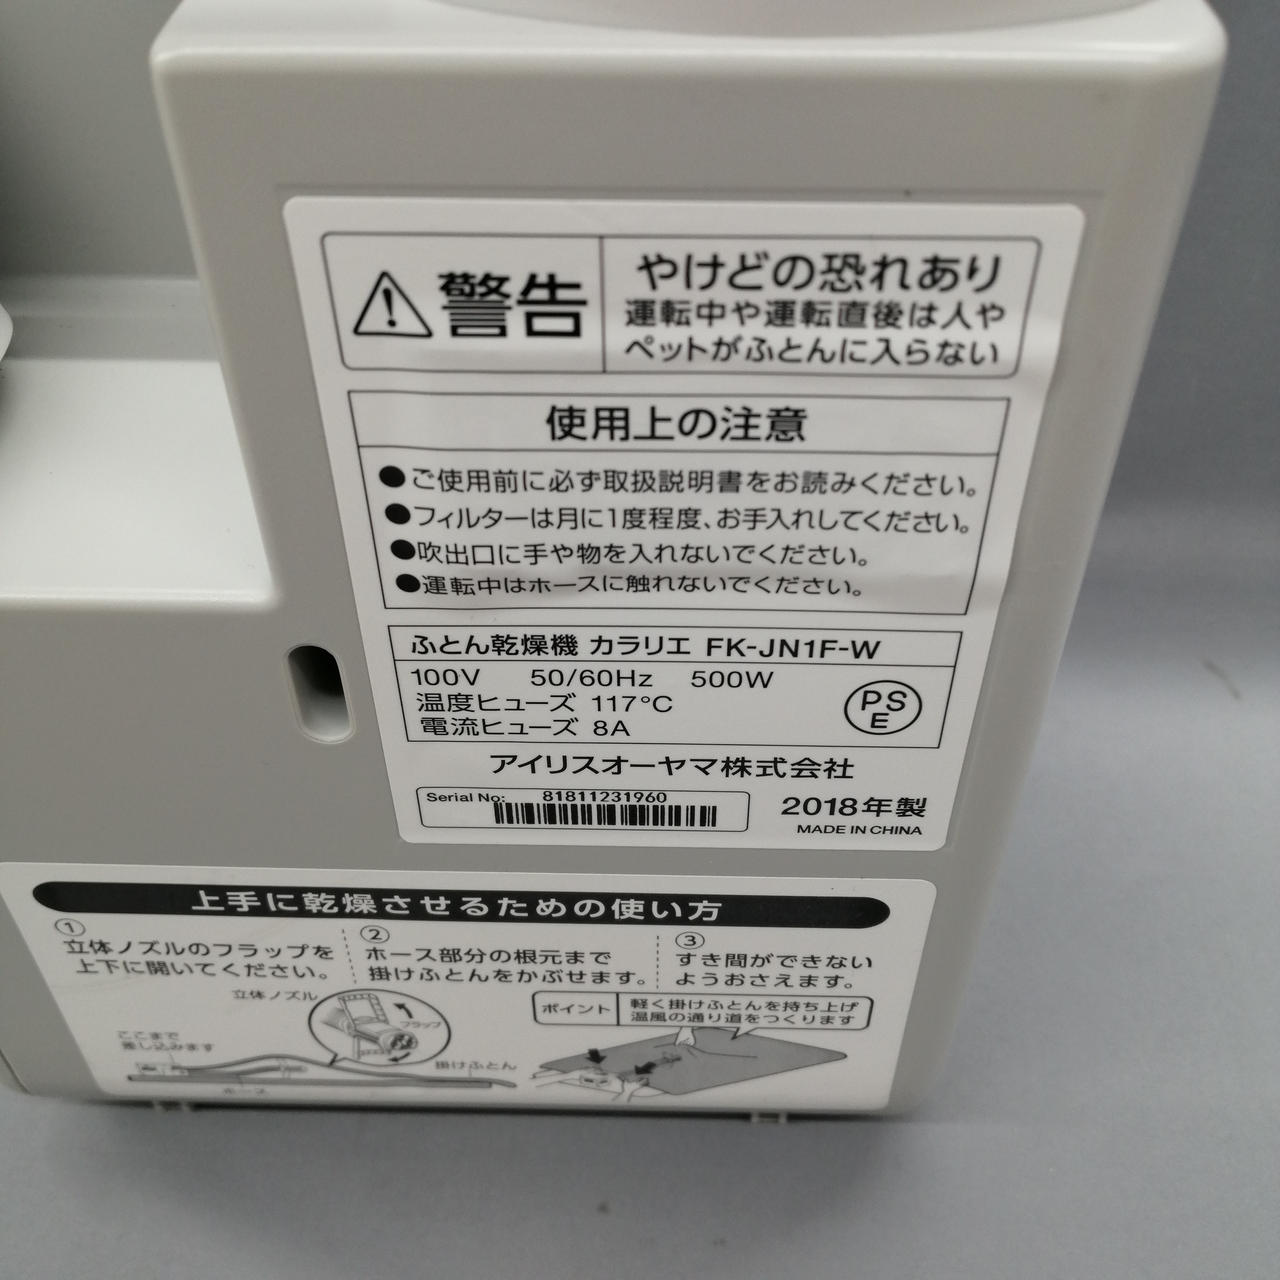 警告
やけどの恐れあり
運転中や運転直後は人や
ペットがふとんに入らない
使用上の注意
●ご使用前に必ず取扱説明書をお読みください。
●フィルターは月に1度程度、お手入れしてください。
●吹出口に手や物を入れないでください。
●運転中はホースに触れないでください。
ふとん乾燥機 カラリエ FK-JN1F-W
100V 50/60Hz 500W
温度ヒューズ 117℃
電流ヒューズ 8A
PS
E
アイリスオーヤマ株式会社
Serial No: 81811231960
2018年製
MADE IN CHINA
上手に乾燥させるための使い方
①
立体ノズルのフラップを
上下に開いてください。
②
ホース部分の根元まで
掛けふとんをかぶせます。
③
すき間ができない
ようおさえます。
立体ノズル
フラップ
ここまで
差し込みます
掛けふとん
ホース
ポイント
軽く掛けふとんを持ち上げ
温風の通り道をつくります